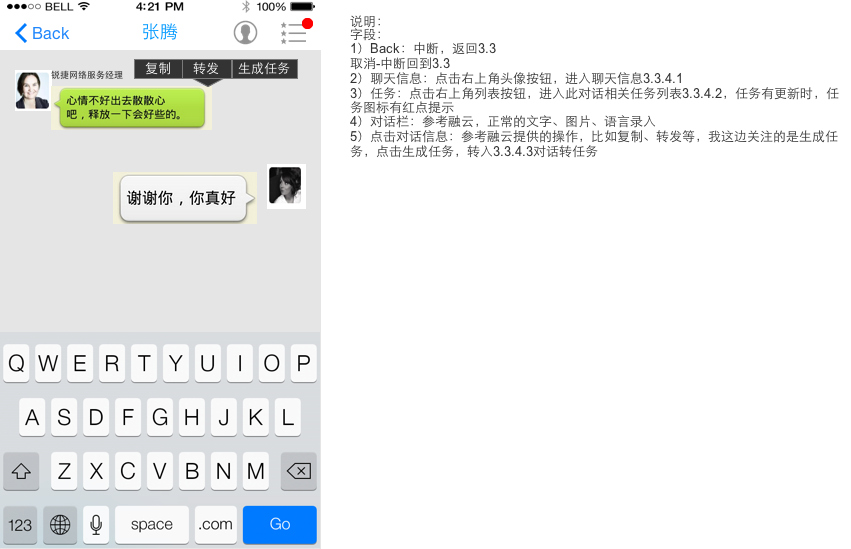 BELL 4:21 PM 100%
Back 张腾
复制 转发 生成任务
锐捷网络服务经理
心情不好出去散散心
吧，释放一下会好些的。
谢谢你，你真好
Q W E R T Y U I O P
A S D F G H J K L
Z X C V B N M
123 space .com Go
说明：
字段：
1）Back：中断，返回3.3
取消-中断回到3.3
2）聊天信息：点击右上角头像按钮，进入聊天信息3.3.4.1
3）任务：点击右上角列表按钮，进入此对话相关任务列表3.3.4.2，任务有更新时，任
务图标有红点提示
4）对话栏：参考融云，正常的文字、图片、语言录入
5）点击对话信息：参考融云提供的操作，比如复制、转发等，我这边关注的是生成任
务，点击生成任务，转入3.3.4.3对话转任务